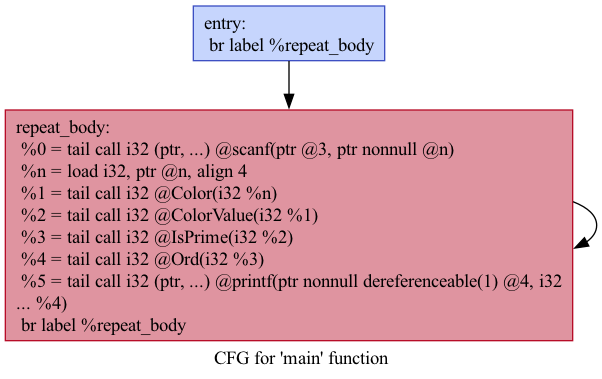 entry:
br label %repeat_body
repeat_body:
%0 = tail call i32 (ptr, ...) @scanf(ptr @3, ptr nonnull @n)
%n = load i32, ptr @n, align 4
%1 = tail call i32 @Color(i32 %n)
%2 = tail call i32 @ColorValue(i32 %1)
%3 = tail call i32 @IsPrime(i32 %2)
%4 = tail call i32 @Ord(i32 %3)
%5 = tail call i32 (ptr, ...) @printf(ptr nonnull dereferenceable(1) @4, i32
... %4)
br label %repeat_body
CFG for 'main' function